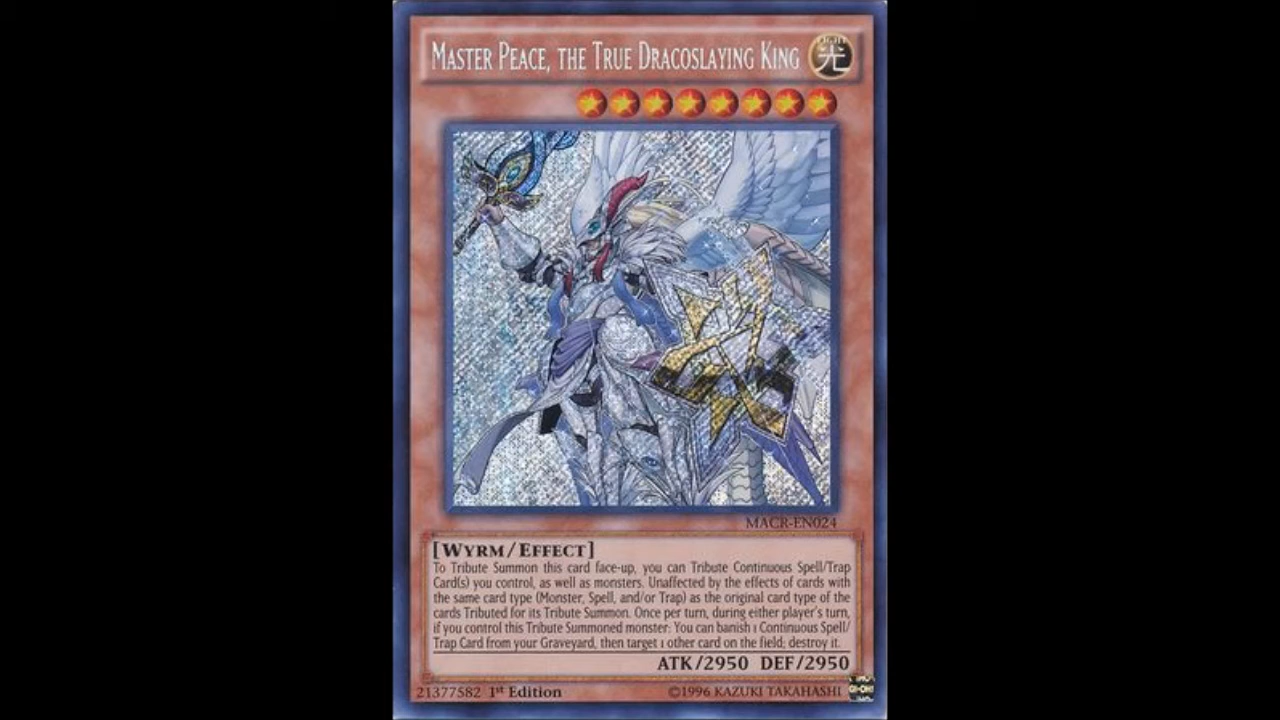 MASTER PEACE, THE TRUE DRACOSLAYING KING
光
MACR-EN024
[WYRM/EFFECT]
To Tribute Summon this card face-up, you can Tribute Continuous Spell/Trap
Card(s) you control, as well as monsters. Unaffected by the effects of cards with
the same card type (Monster, Spell, and/or Trap) as the original card type of the
cards Tributed for its Tribute Summon. Once per turn, during either player's turn,
if you control this Tribute Summoned monster: You can banish 1 Continuous Spell/
Trap Card from your Graveyard, then target 1 other card on the field; destroy it.
ATK/2950 DEF/2950
21377582 1st Edition ©1996 KAZUKI TAKAHASHI